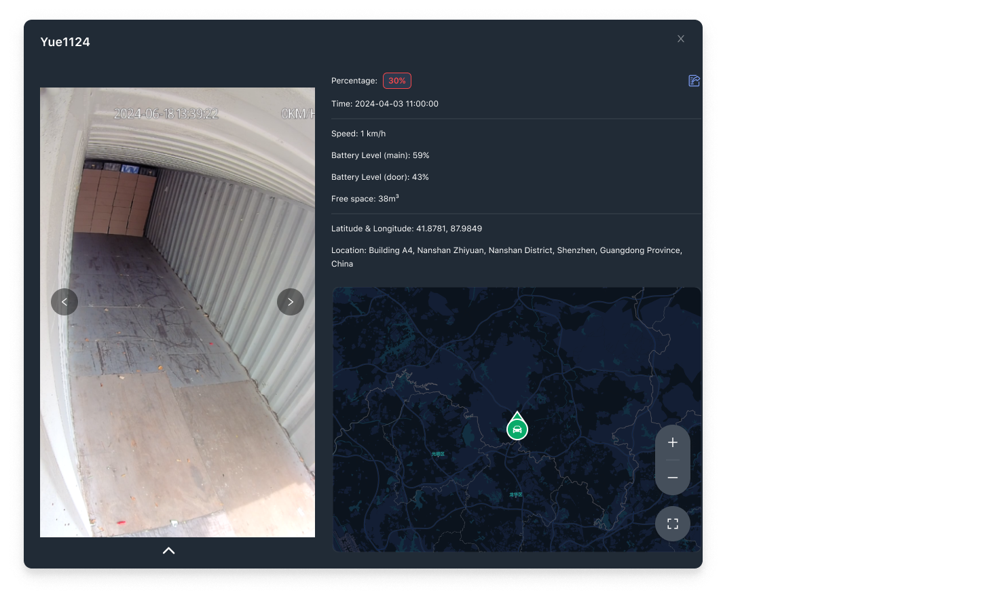 Yue1124
Percentage: 30%
Time: 2024-04-03 11:00:00
2024-06-18 13:39:22 0KM/H
Speed: 1 km/h
Battery Level (main): 59%
Battery Level (door): 43%
Free space: 38m³
Latitude & Longitude: 41.8781, 87.9849
Location: Building A4, Nanshan Zhiyuan, Nanshan District, Shenzhen, Guangdong Province,
China
光明区
龙华区